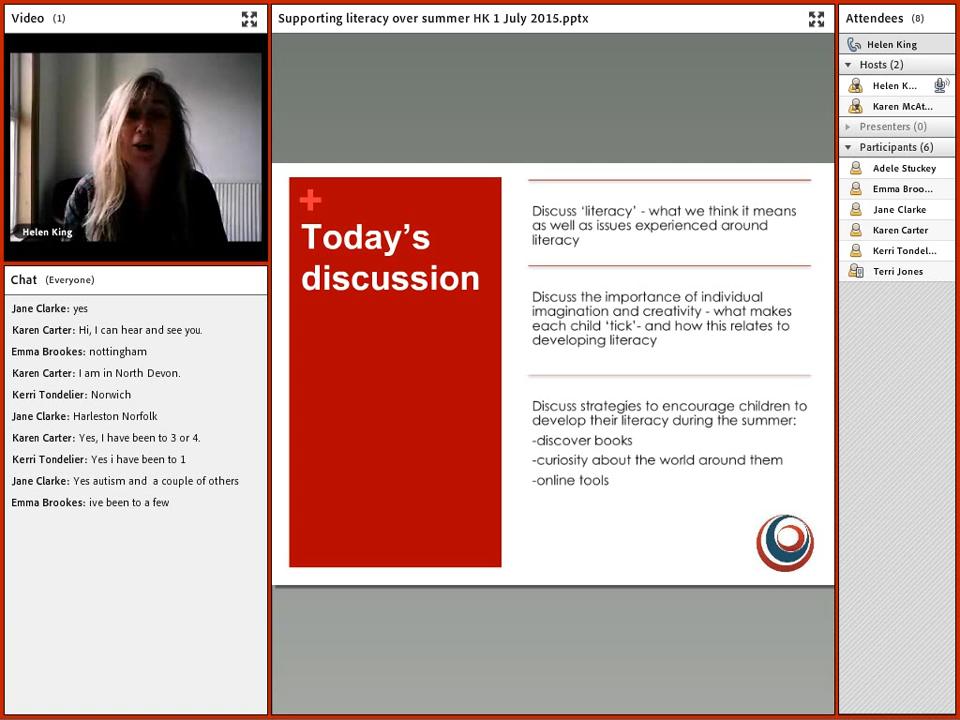 Video (1)
Helen King
Chat (Everyone)
Jane Clarke: yes
Karen Carter: Hi, I can hear and see you.
Emma Brookes: nottingham
Karen Carter: I am in North Devon.
Kerri Tondelier: Norwich
Jane Clarke: Harleston Norfolk
Karen Carter: Yes, I have been to 3 or 4.
Kerri Tondelier: Yes i have been to 1
Jane Clarke: Yes autism and a couple of others
Emma Brookes: ive been to a few
Supporting literacy over summer HK 1 July 2015.pptx
+
Today's
discussion
Discuss ‘literacy’ - what we think it means
as well as issues experienced around
literacy
Discuss the importance of individual
imagination and creativity - what makes
each child ‘tick’- and how this relates to
developing literacy
Discuss strategies to encourage children to
develop their literacy during the summer:
-discover books
-curiosity about the world around them
-online tools
Attendees (8)
Helen King
Hosts (2)
Helen K...
Karen McAt...
Presenters (0)
Participants (6)
Adele Stuckey
Emma Broo...
Jane Clarke
Karen Carter
Kerri Tondel...
Terri Jones